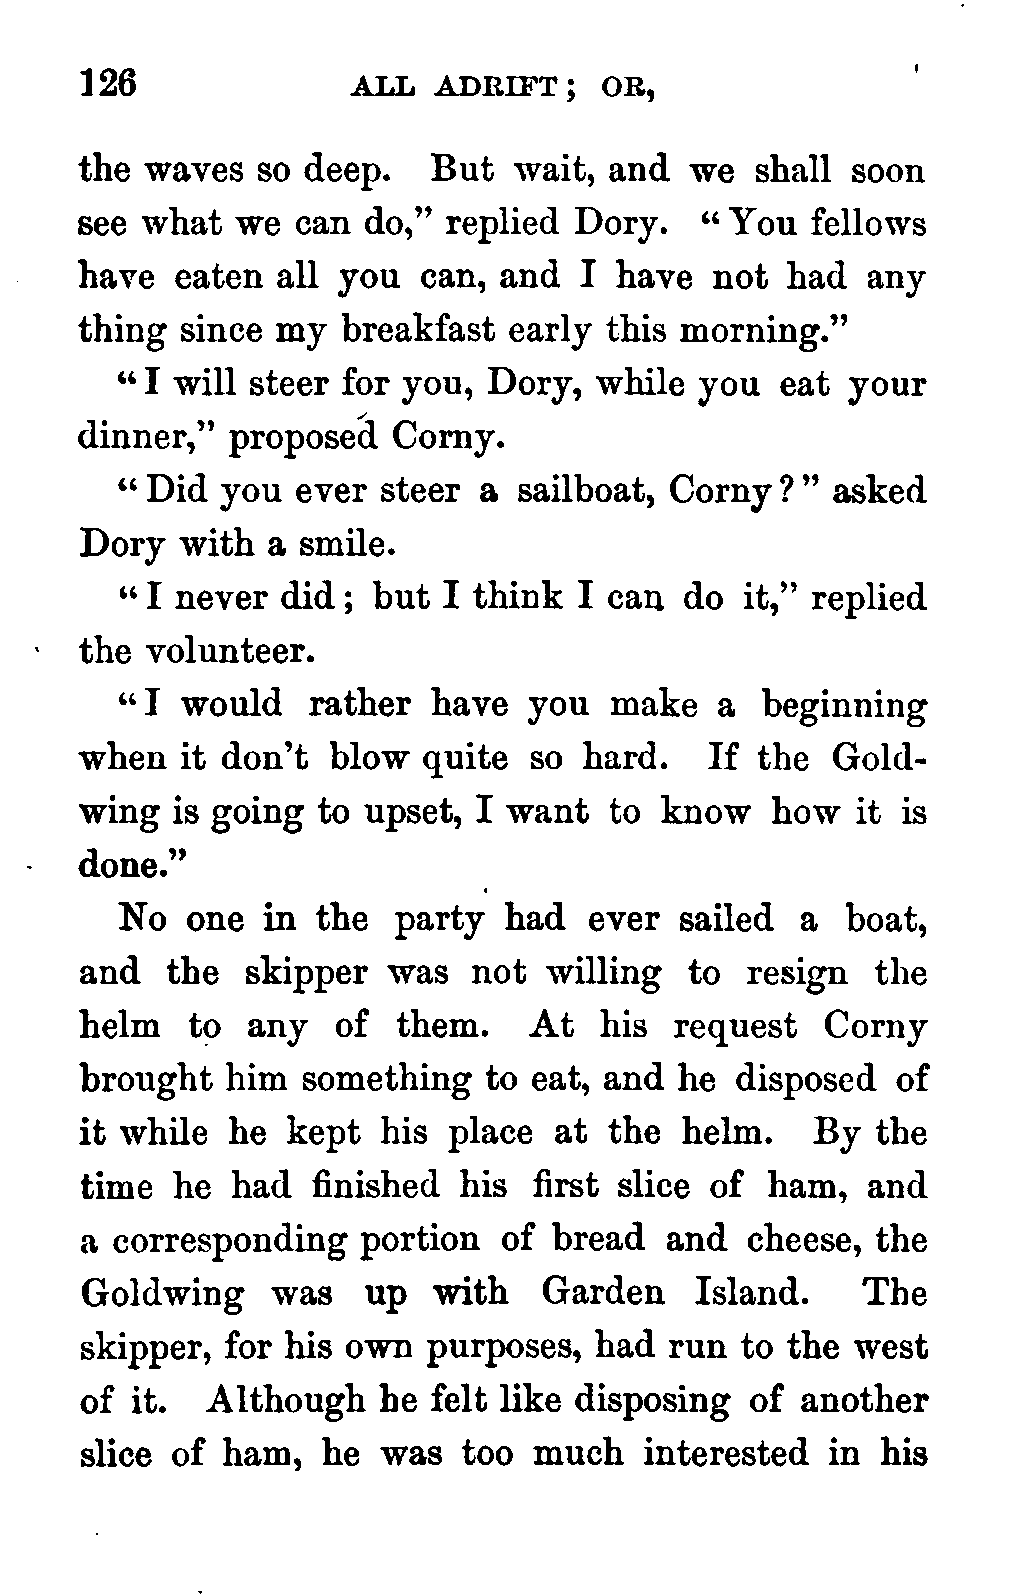 126 ALL ADRIFT; OR,
the waves so deep. But wait, and we shall soon
see what we can do," replied Dory. "You fellows
have eaten all you can, and I have not had any
thing since my breakfast early this morning."
"I will steer for you, Dory, while you eat your
dinner," proposed Corny.
"Did you ever steer a sailboat, Corny?" asked
Dory with a smile.
"I never did; but I think I can do it," replied
the volunteer.
"I would rather have you make a beginning
when it don't blow quite so hard. If the Gold-
wing is going to upset, I want to know how it is
done."
No one in the party had ever sailed a boat,
and the skipper was not willing to resign the
helm to any of them. At his request Corny
brought him something to eat, and he disposed of
it while he kept his place at the helm. By the
time he had finished his first slice of ham, and
a corresponding portion of bread and cheese, the
Goldwing was up with Garden Island. The
skipper, for his own purposes, had run to the west
of it. Although he felt like disposing of another
slice of ham, he was too much interested in his